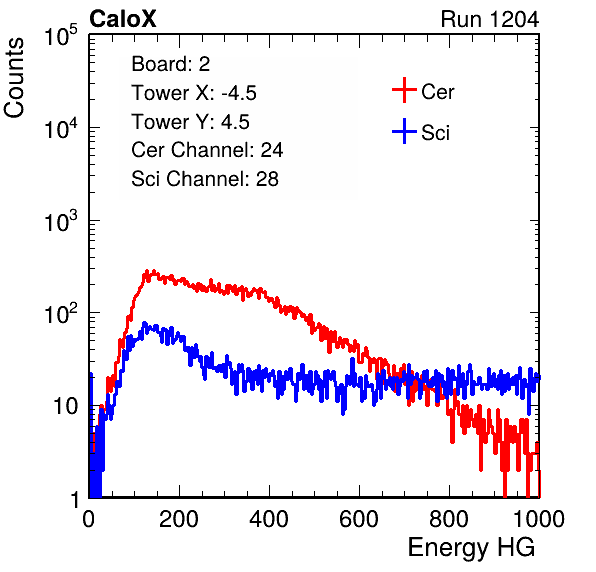 CaloX Run 1204
Counts
10^5
10^4
10^3
10^2
10
1
Board: 2
Tower X: -4.5
Tower Y: 4.5
Cer Channel: 24
Sci Channel: 28
Cer
Sci
0 200 400 600 800 1000
Energy HG